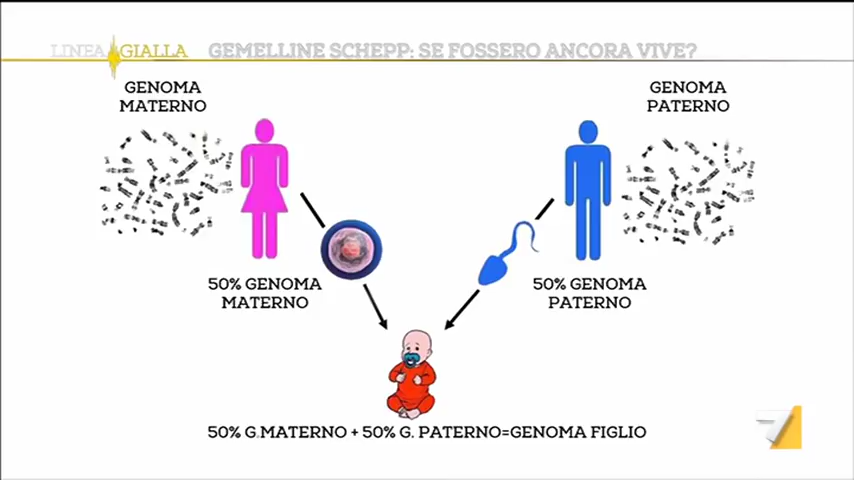 LINEA GIALLA
GEMELLINE SCHEPP: SE FOSSERO ANCORA VIVE?
GENOMA
MATERNO
GENOMA
PATERNO
50% GENOMA
MATERNO
50% GENOMA
PATERNO
50% G.MATERNO + 50% G. PATERNO=GENOMA FIGLIO